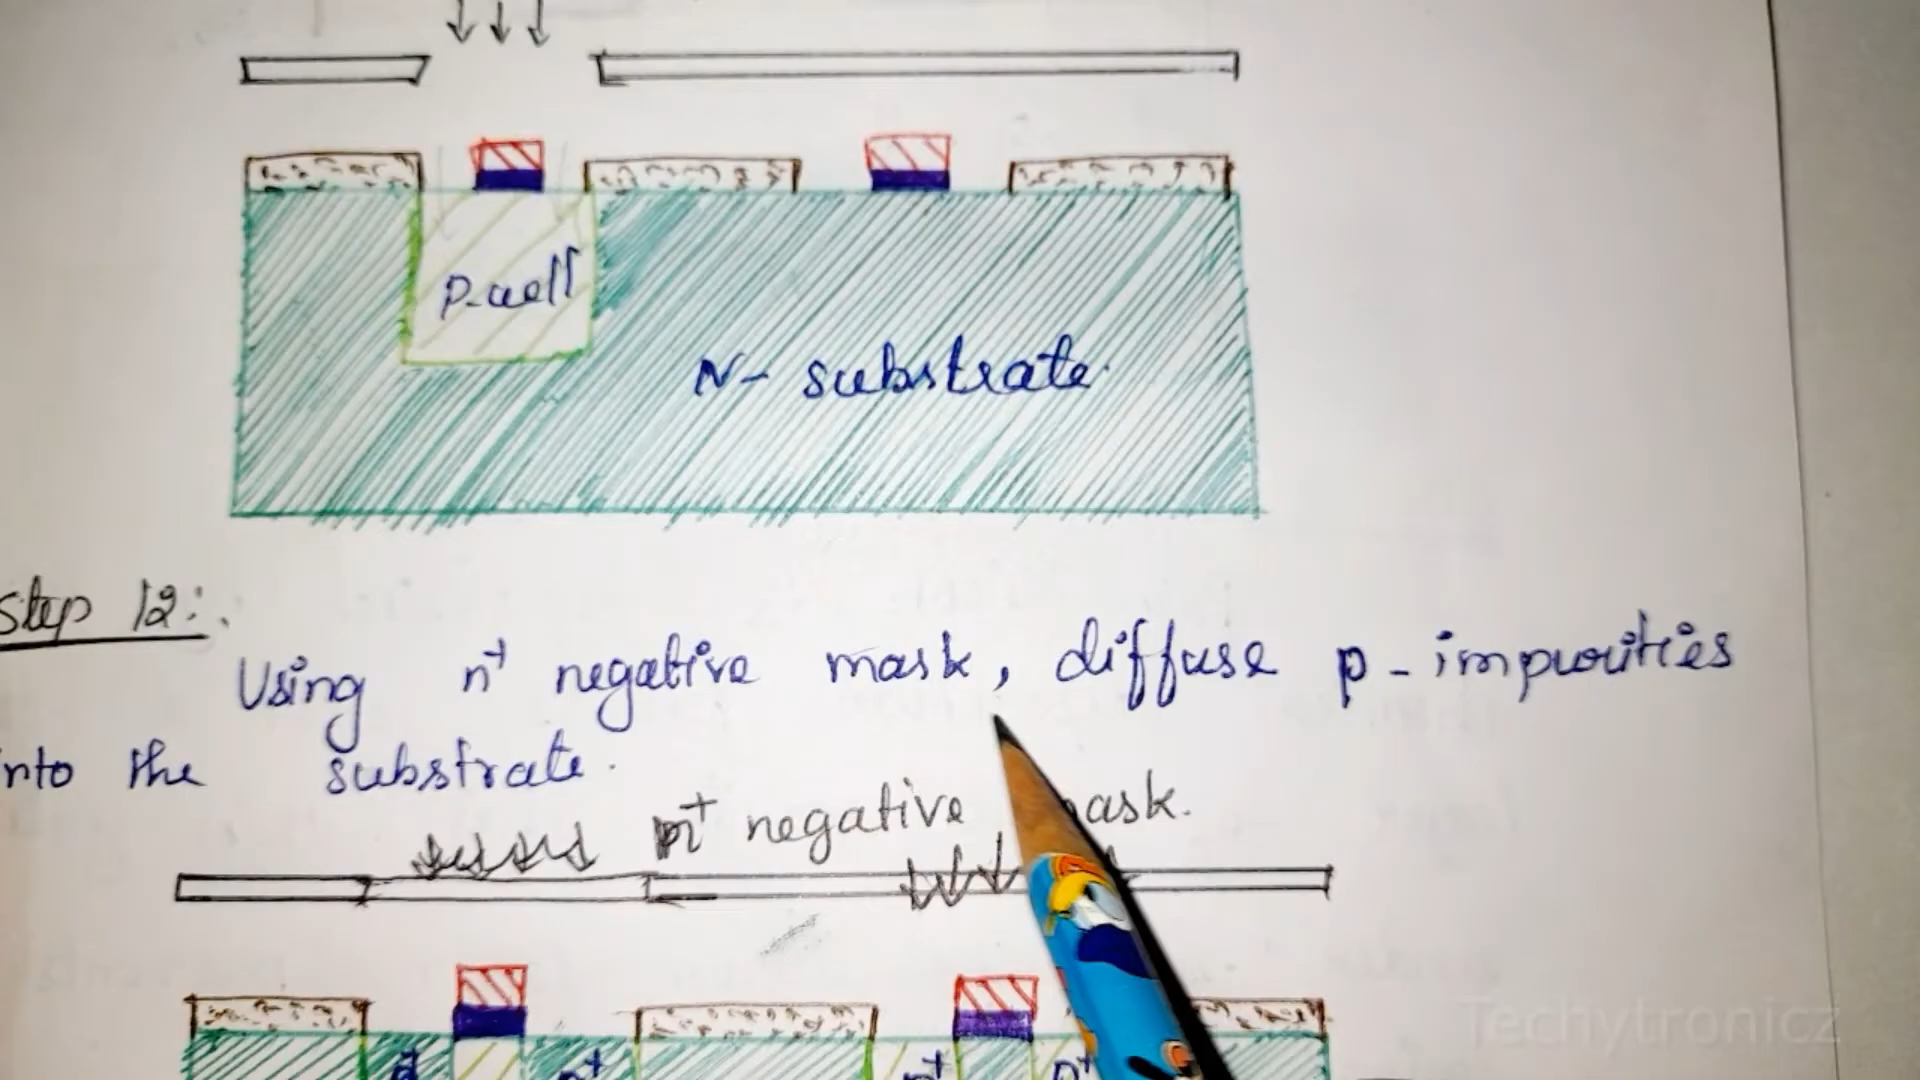 p-well
N- substrate.
Step 12:.
Using n+ negative mask, diffuse p-impurities
into the substrate.
n+ negative mask.
n+
Techytronicz